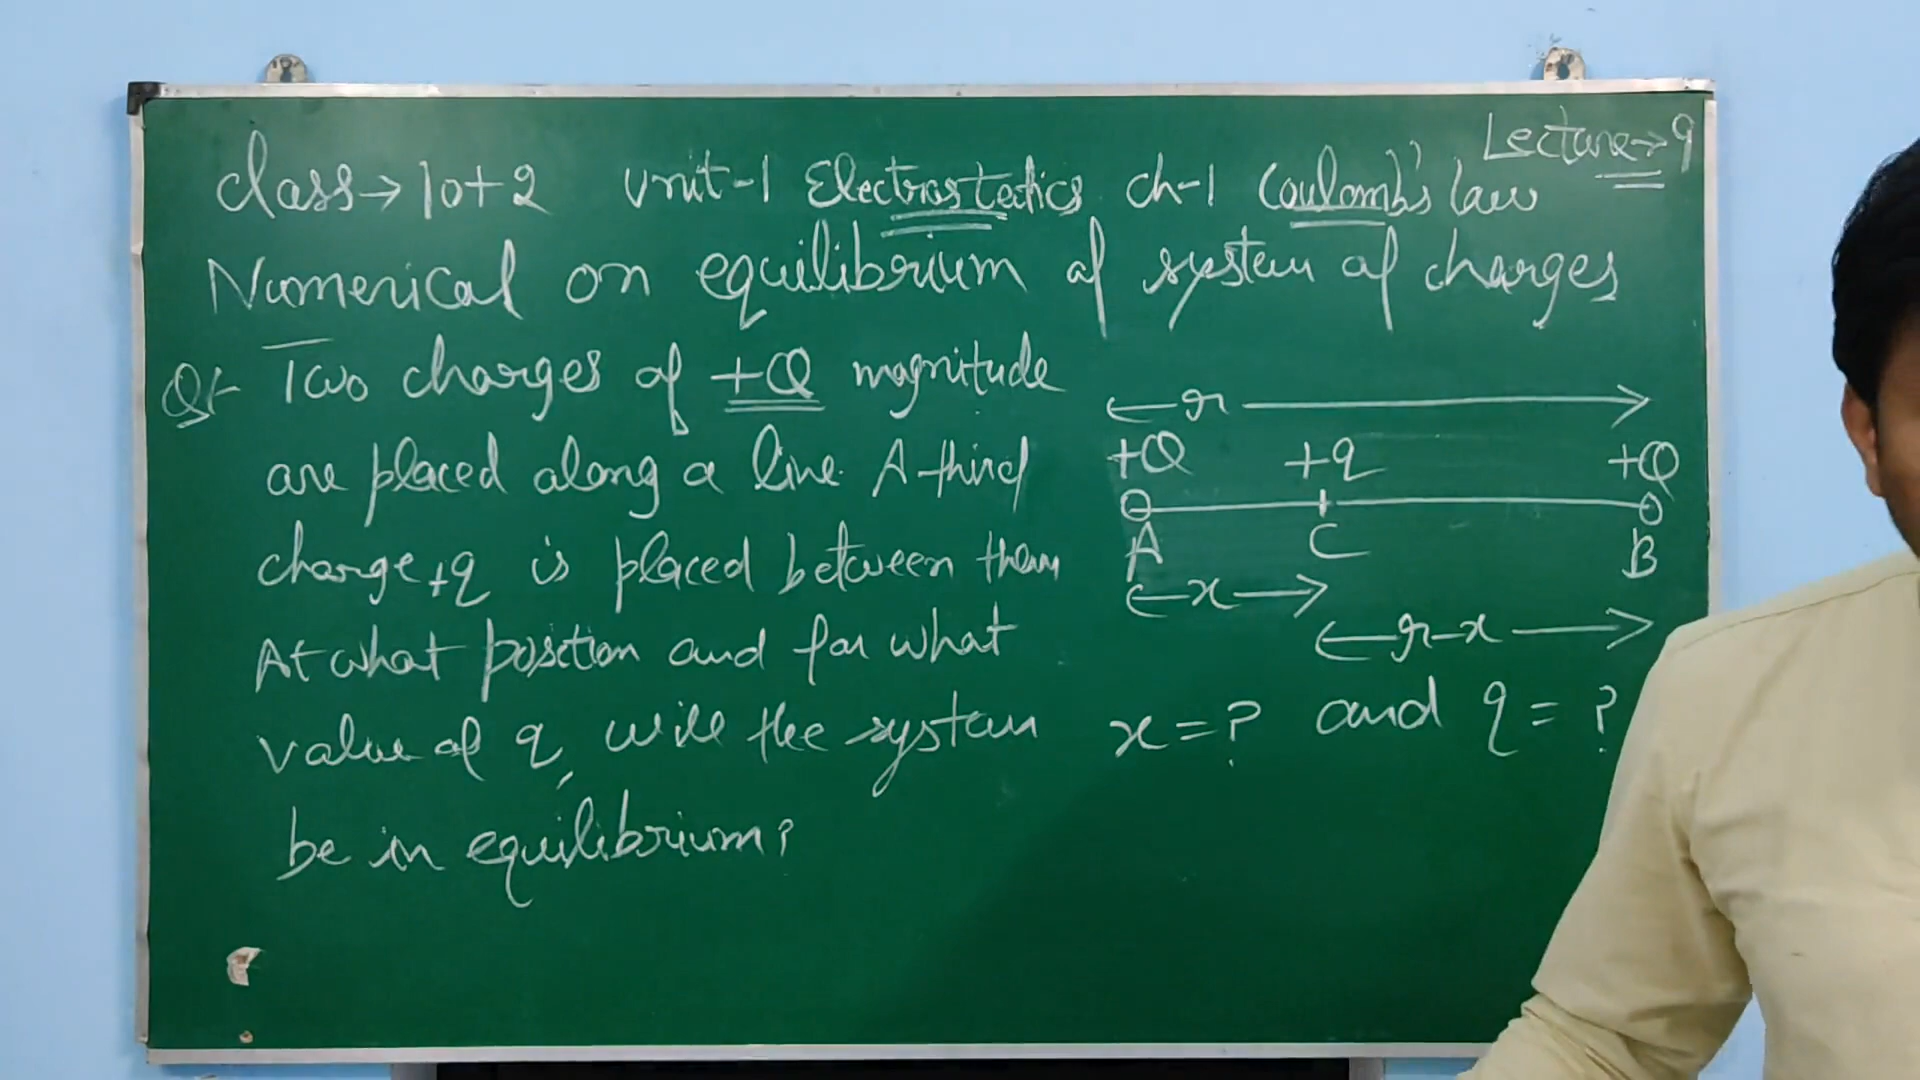 Lecture→9
class→10+2 unit-1 Electrostatics ch-1 Coulomb's law
Numerical on equilibrium of system of charges
Q1- Two charges of +Q magnitude
are placed along a line. A third
charge +q is placed between them
At what position and for what
value of q, will the system
be in equilibrium?
r
+Q +q +Q
A C B
x
r-x
x=? and q=?